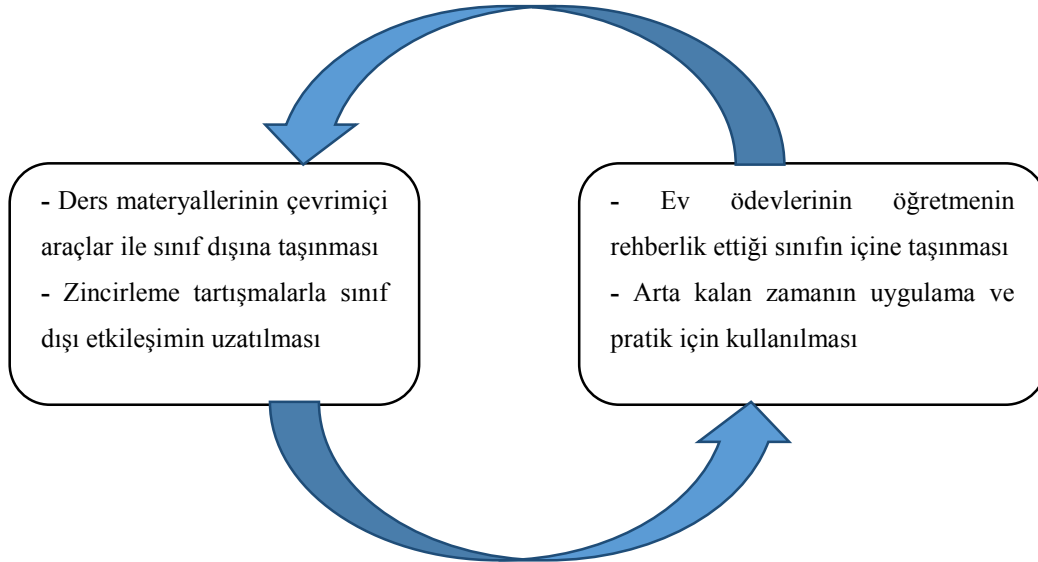 - Ders materyallerinin çevrimiçi
araçlar ile sınıf dışına taşınması
- Zincirleme tartışmalarla sınıf
dışı etkileşimin uzatılması
- Ev ödevlerinin öğretmenin
rehberlik ettiği sınıfın içine taşınması
- Arta kalan zamanın uygulama ve
pratik için kullanılması